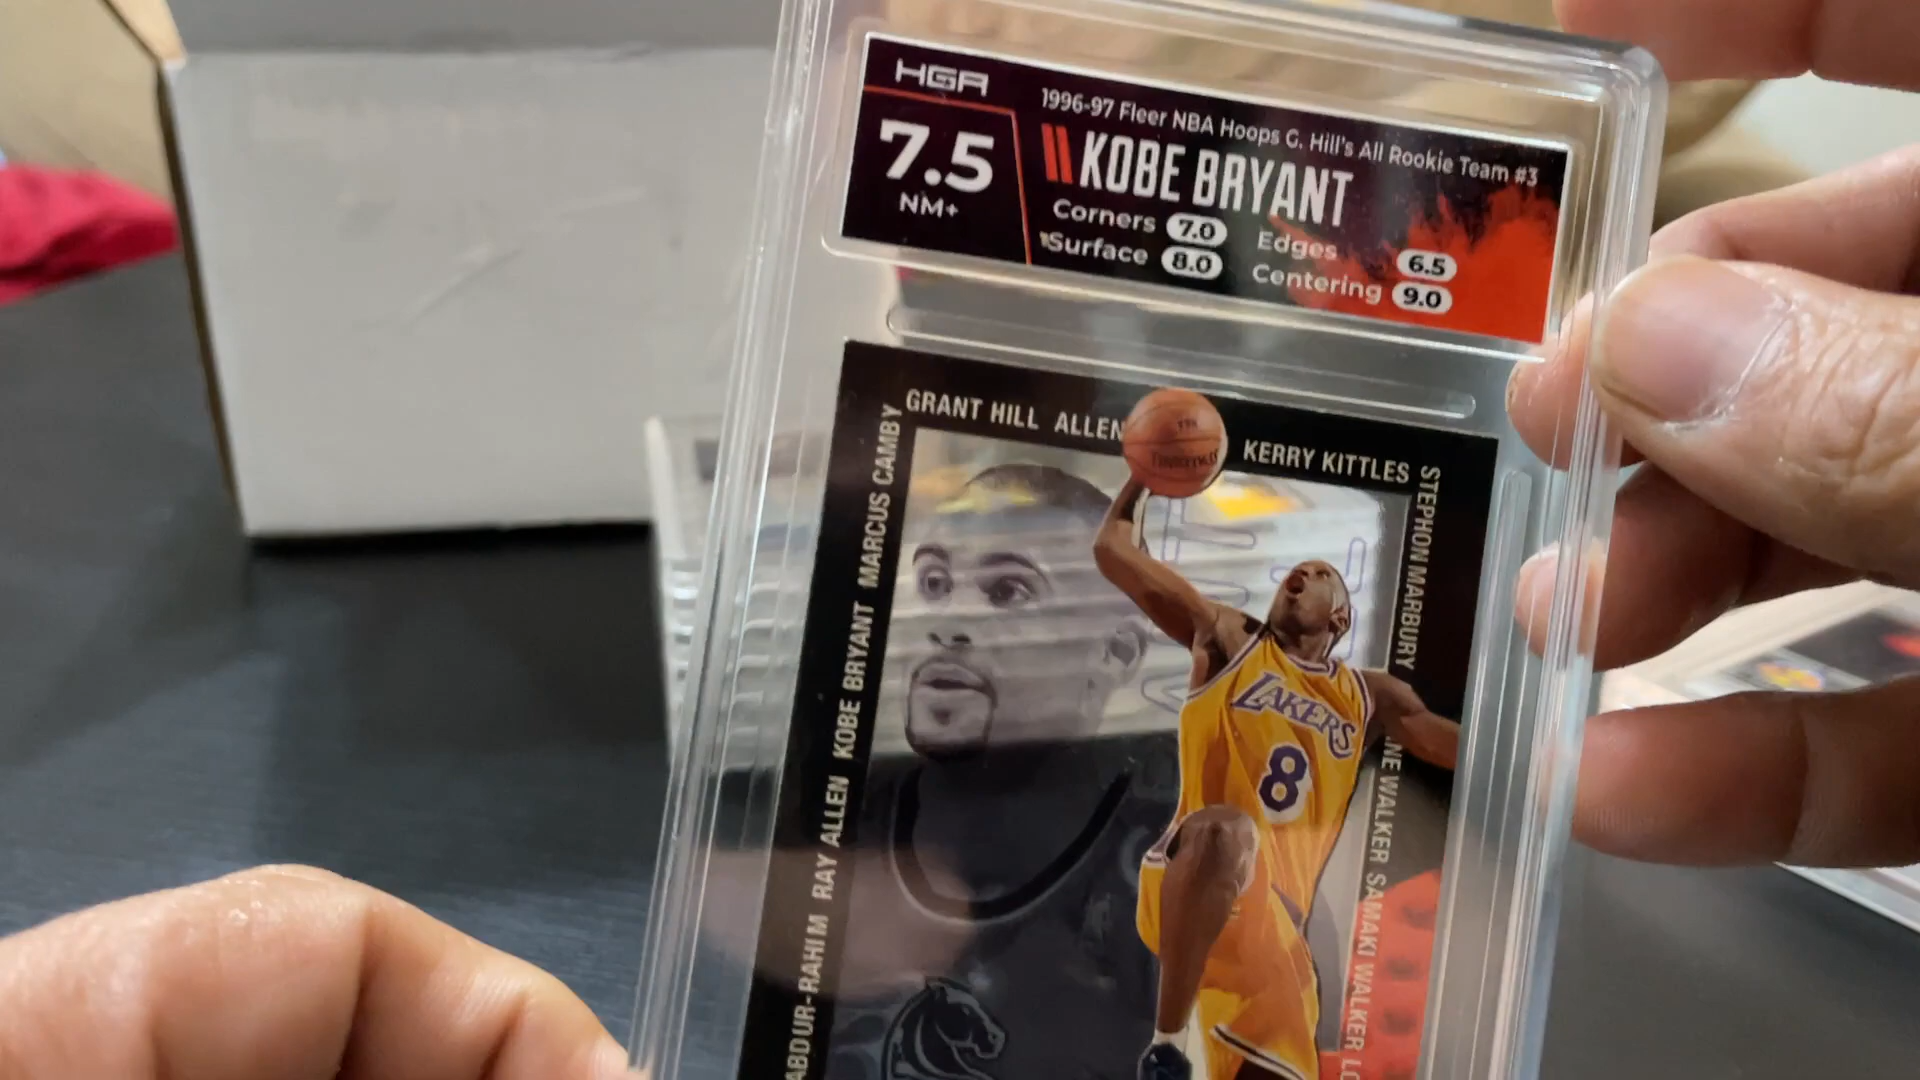 HGA
7.5
NM+
1996-97 Fleer NBA Hoops G. Hill's All Rookie Team #3
KOBE BRYANT
Corners 7.0
Edges 6.5
Surface 8.0
Centering 9.0
GRANT HILL ALLEN
KERRY KITTLES
STEPHON MARBURY
NE WALKER SAMAKI WALKER LO
ABDUR-RAHIM RAY ALLEN KOBE BRYANT MARCUS CAMBY
LAKERS
8